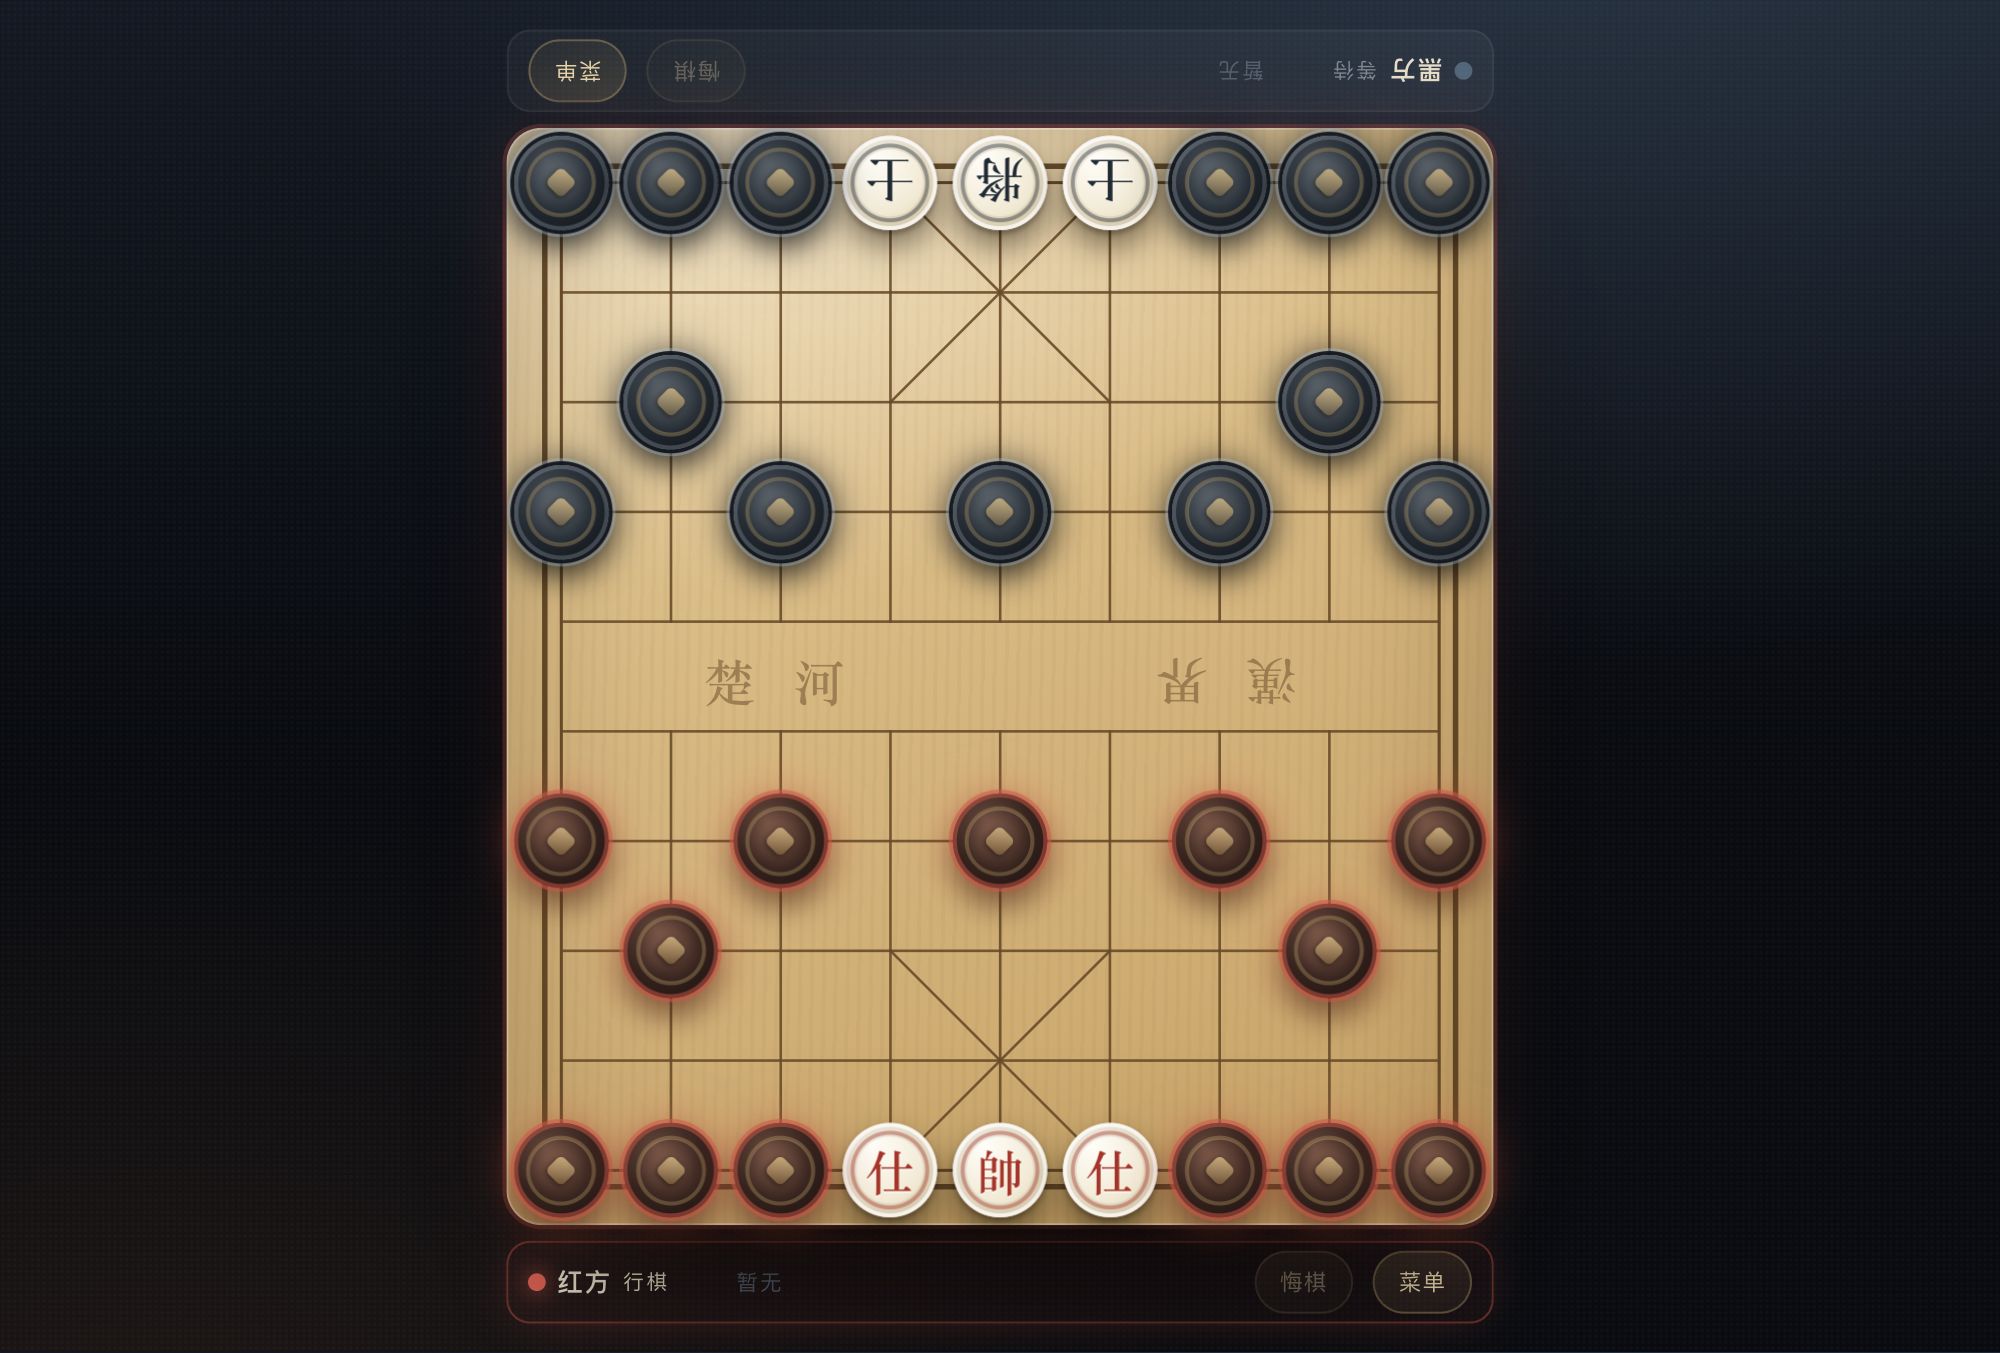 黑方 等待 暂无 悔棋 菜单
士 將 士
楚 河 漢 界
仕 帥 仕
红方 行棋 暂无 悔棋 菜单